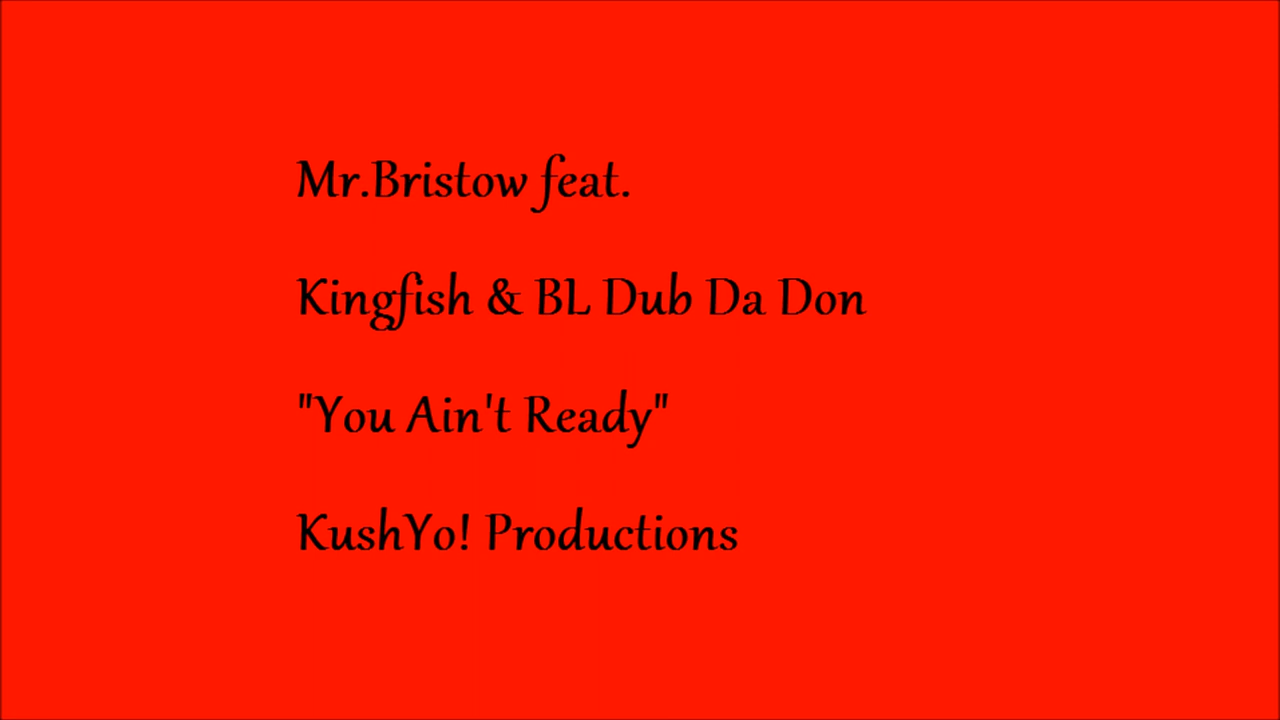 Mr.Bristow feat.
Kingfish & BL Dub Da Don
"You Ain't Ready"
KushYo! Productions